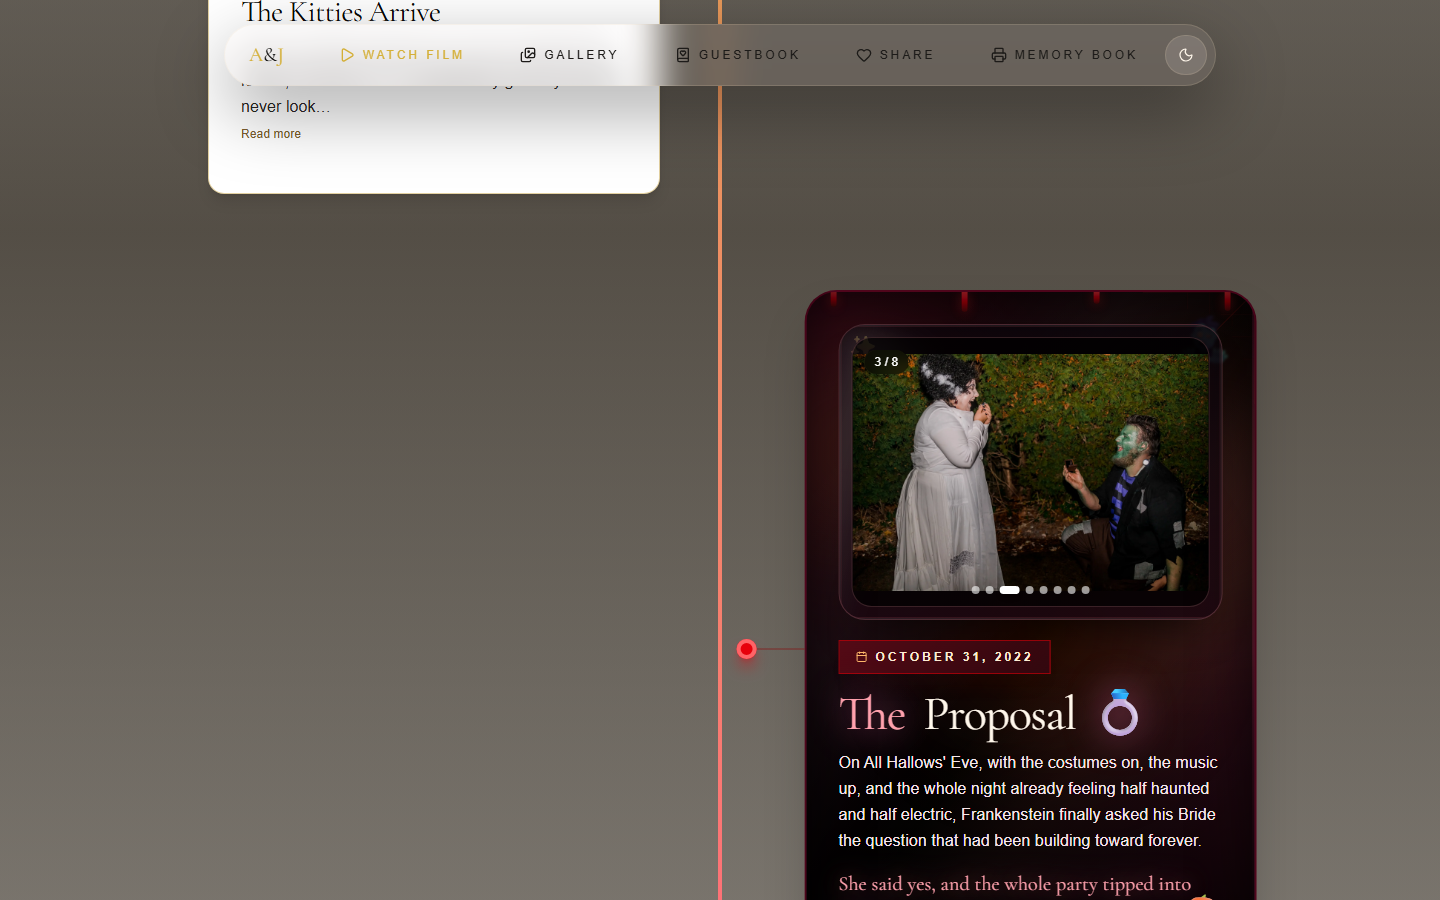 The Kitties Arrive
A&J
WATCH FILM
GALLERY
GUESTBOOK
SHARE
MEMORY BOOK
never look…
Read more
3/8
OCTOBER 31, 2022
The Proposal
On All Hallows' Eve, with the costumes on, the music
up, and the whole night already feeling half haunted
and half electric, Frankenstein finally asked his Bride
the question that had been building toward forever.
She said yes, and the whole party tipped into